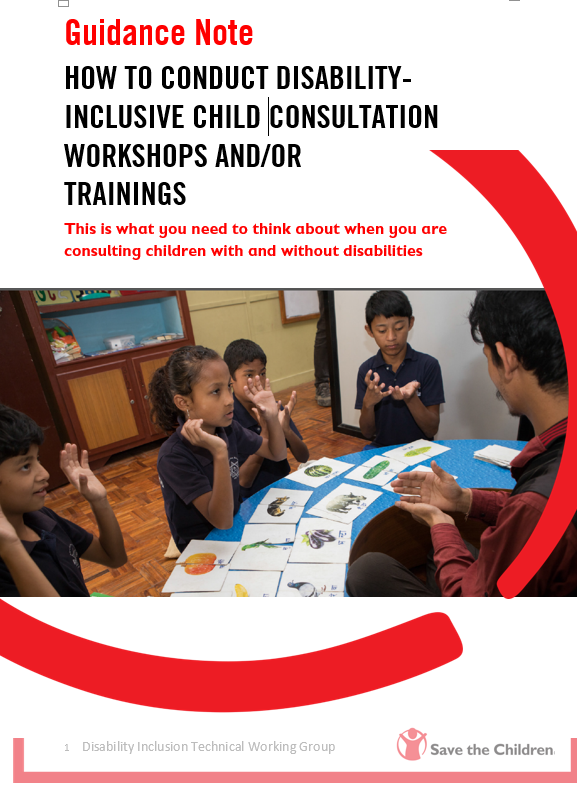 Guidance Note
HOW TO CONDUCT DISABILITY-
INCLUSIVE CHILD CONSULTATION
WORKSHOPS AND/OR
TRAININGS
This is what you need to think about when you are
consulting children with and without disabilities
1 Disability Inclusion Technical Working Group
Save the Children